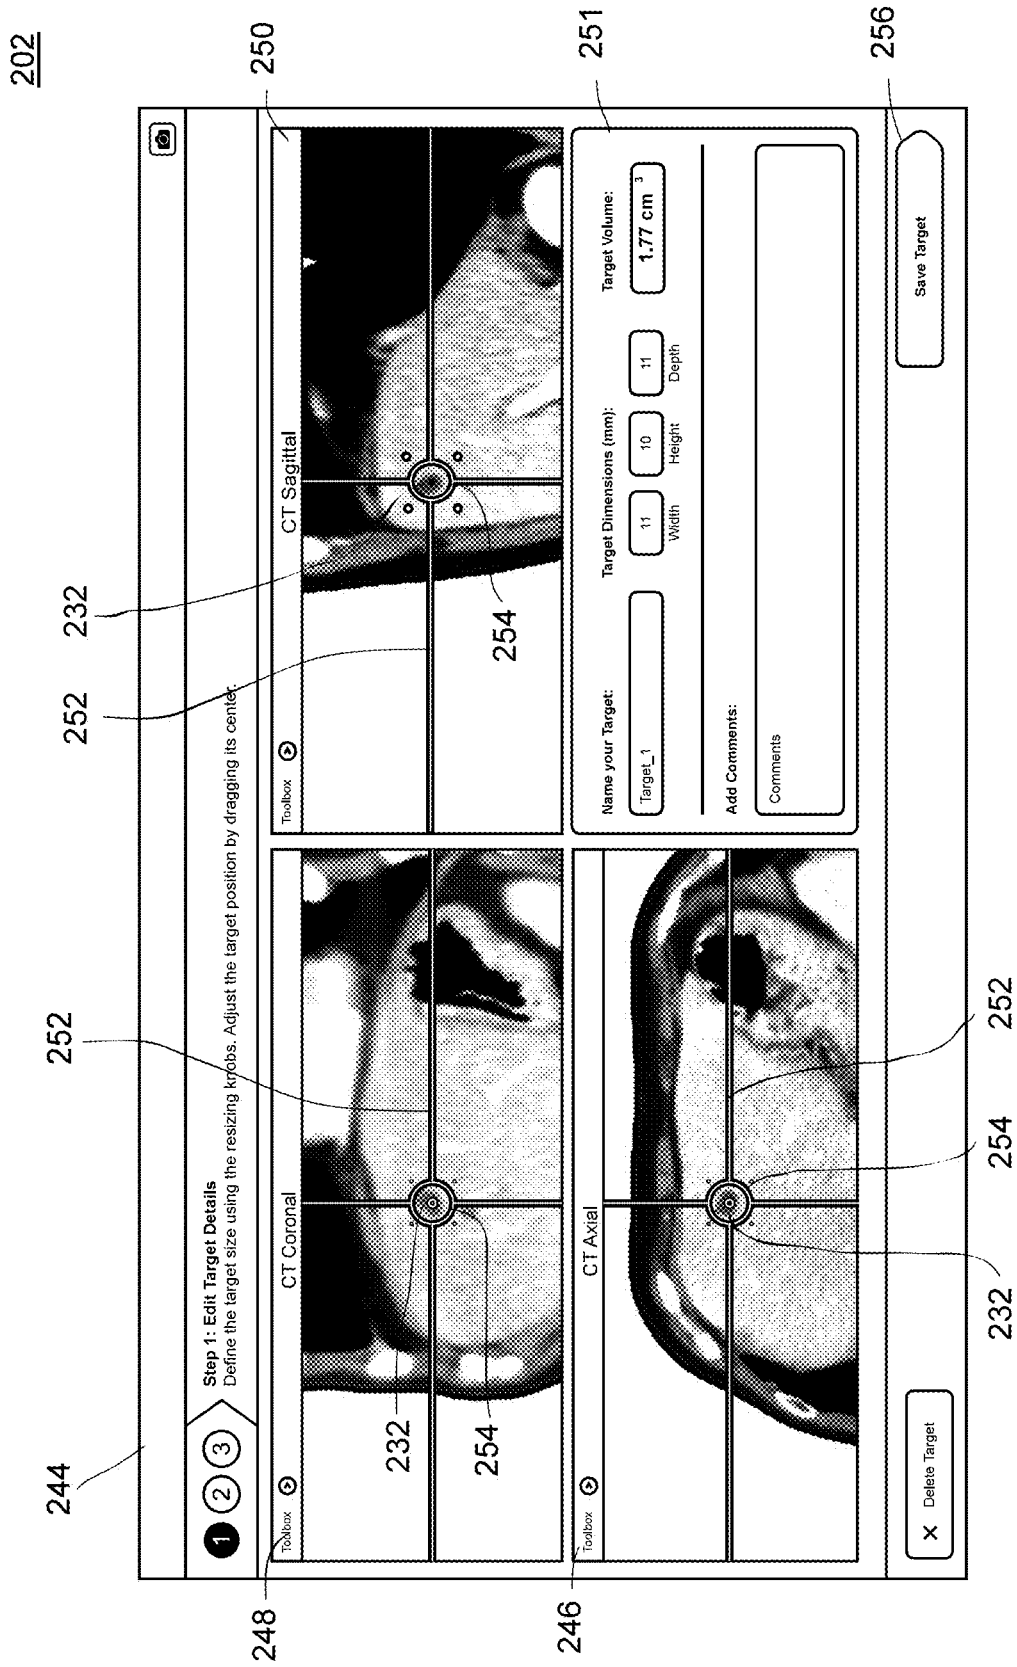 202
244
252
252
232
250
1 2 3
Step 1: Edit Target Details
Define the target size using the resizing knobs. Adjust the target position by dragging its center.
248
Toolbox
CT Coronal
232
254
Toolbox
CT Sagittal
254
251
246
Toolbox
CT Axial
Name your Target:
Target_1
Target Dimensions (mm):
11
Width
10
Height
11
Depth
Target Volume:
1.77 cm 3
Add Comments:
Comments
X Delete Target
Save Target
256
232
254
252